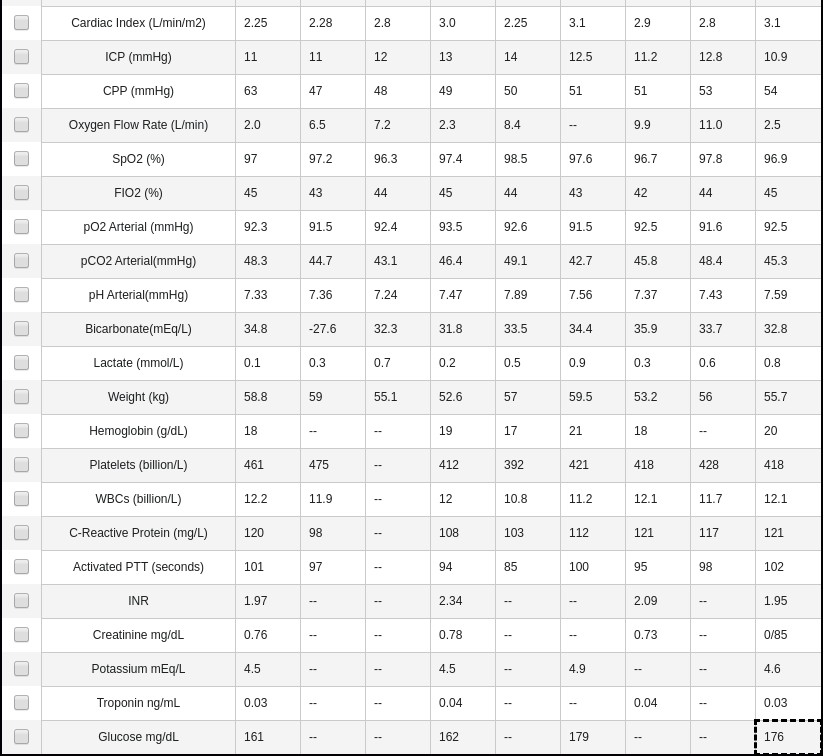 Cardiac Index (L/min/m2) 2.25 2.28 2.8 3.0 2.25 3.1 2.9 2.8 3.1
ICP (mmHg) 11 11 12 13 14 12.5 11.2 12.8 10.9
CPP (mmHg) 63 47 48 49 50 51 51 53 54
Oxygen Flow Rate (L/min) 2.0 6.5 7.2 2.3 8.4 -- 9.9 11.0 2.5
SpO2 (%) 97 97.2 96.3 97.4 98.5 97.6 96.7 97.8 96.9
FIO2 (%) 45 43 44 45 44 43 42 44 45
pO2 Arterial (mmHg) 92.3 91.5 92.4 93.5 92.6 91.5 92.5 91.6 92.5
pCO2 Arterial(mmHg) 48.3 44.7 43.1 46.4 49.1 42.7 45.8 48.4 45.3
pH Arterial(mmHg) 7.33 7.36 7.24 7.47 7.89 7.56 7.37 7.43 7.59
Bicarbonate(mEq/L) 34.8 -27.6 32.3 31.8 33.5 34.4 35.9 33.7 32.8
Lactate (mmol/L) 0.1 0.3 0.7 0.2 0.5 0.9 0.3 0.6 0.8
Weight (kg) 58.8 59 55.1 52.6 57 59.5 53.2 56 55.7
Hemoglobin (g/dL) 18 -- -- 19 17 21 18 -- 20
Platelets (billion/L) 461 475 -- 412 392 421 418 428 418
WBCs (billion/L) 12.2 11.9 -- 12 10.8 11.2 12.1 11.7 12.1
C-Reactive Protein (mg/L) 120 98 -- 108 103 112 121 117 121
Activated PTT (seconds) 101 97 -- 94 85 100 95 98 102
INR 1.97 -- -- 2.34 -- -- 2.09 -- 1.95
Creatinine mg/dL 0.76 -- -- 0.78 -- -- 0.73 -- 0/85
Potassium mEq/L 4.5 -- -- 4.5 -- 4.9 -- -- 4.6
Troponin ng/mL 0.03 -- -- 0.04 -- -- 0.04 -- 0.03
Glucose mg/dL 161 -- -- 162 -- 179 -- -- 176